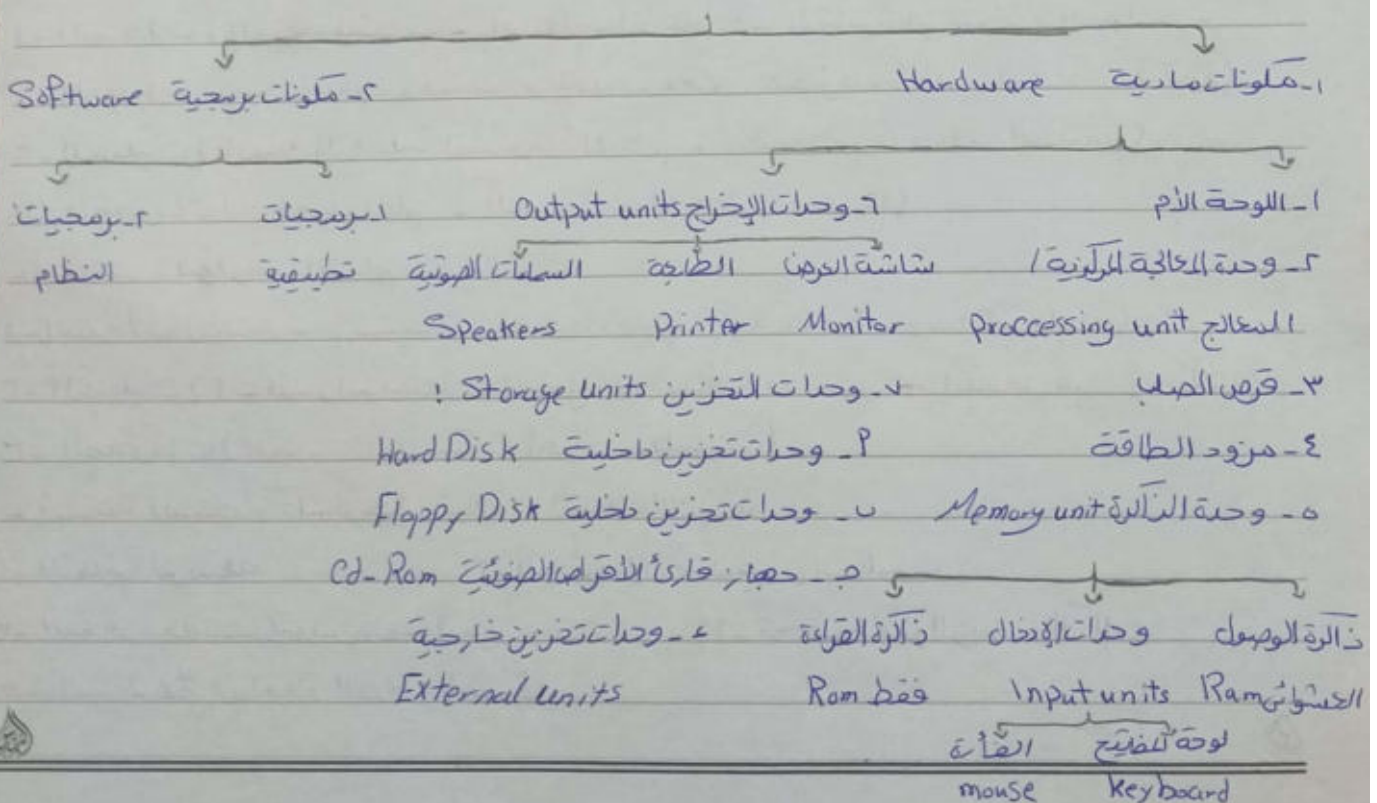 ١- مكونات مادية Hardware ٢- مكونات برمجية Software
١- اللوحة الأم ٦- وحدات الإخراج Output units ١- برمجيات ٢- برمجيات
٢- وحدة المعالجة المركزية / شاشة العرض الطابعة السماعات الصوتية تطبيقية النظام
المعالج proccessing unit Monitor Printer Speakers
٣- قرص الصلب ٧- وحدات التخزين Storage units :
٤- مزود الطاقة أ- وحدات تخزين داخلية Hard Disk
٥- وحدة الذاكرة Memory unit ب- وحدات تخزين داخلية Floppy Disk
ج- جهاز قارئ الأقراص الضوئية Cd-Rom
ذاكرة الوصول وحدات الإدخال ذاكرة القراءة ء- وحدات تخزين خارجية
العشوائي Ram Input units فقط Rom External units
لوحة المفاتيح الفأرة
keyboard mouse